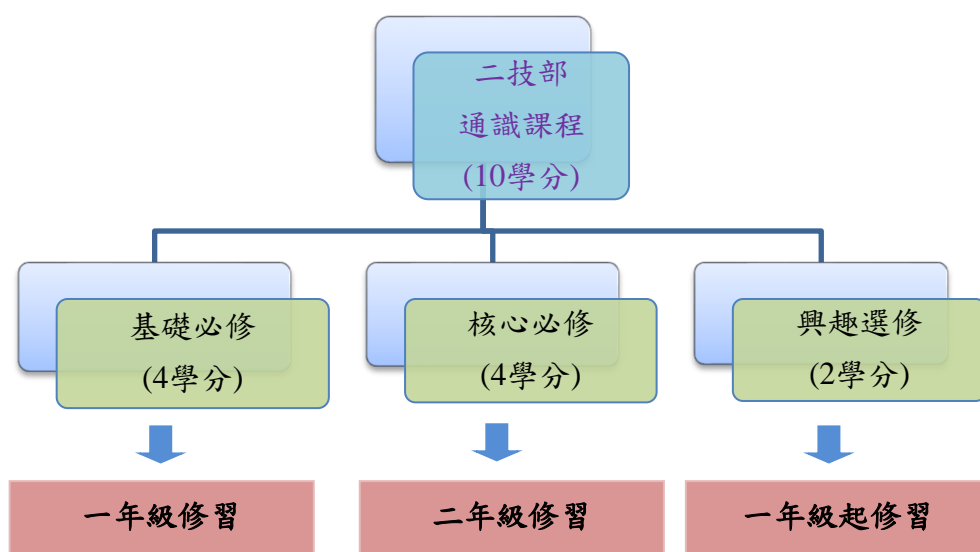 二技部
通識課程
(10學分)
基礎必修
(4學分)
核心必修
(4學分)
興趣選修
(2學分)
一年級修習
二年級修習
一年級起修習